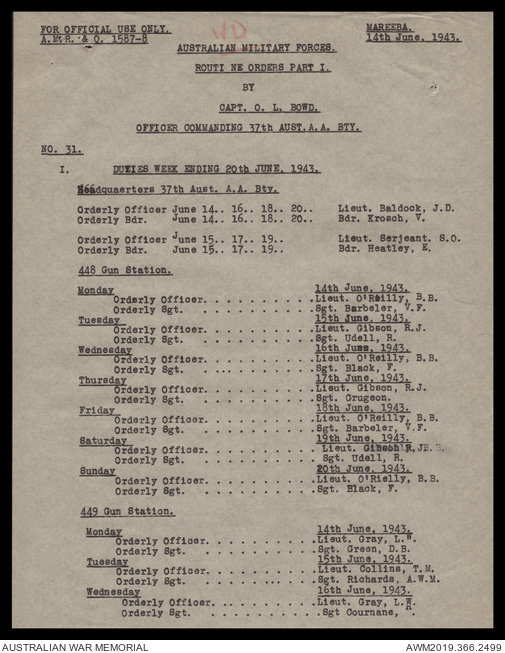 FOR OFFICIAL USE ONLY. MAREEBA.
A.M.R. & O. 1587-8 14th June, 1943.
AUSTRALIAN MILITARY FORCES.
ROUTI NE ORDERS PART I.
BY
CAPT. O. L. BOWD.
OFFICER COMMANDING 37th AUST.A.A. BTY.
NO. 31.
I. DUTIES WEEK ENDING 20th JUNE, 1943.
Headquaerters 37th Aust. A.A. Bty.
Orderly Officer June 14.. 16.. 18.. 20.. Lieut. Baldock, J.D.
Orderly Bdr. June 14.. 16.. 18.. 20.. Bdr. Krosch, V.
Orderly Officer June 15.. 17.. 19.. Lieut. Serjeant. S.O.
Orderly Bdr. June 15.. 17.. 19.. Bdr. Heatley, E.
448 Gun Station.
Monday 14th June, 1943.
Orderly Officer. . . . . . . . . . . Lieut. O'Reilly, B.B.
Orderly Sgt. . . . . . . . . . . Sgt. Barbeler, V.F.
Tuesday 15th June, 1943.
Orderly Officer. . . . . . . . . . . Lieut. Gibson, R.J.
Orderly Sgt. . . . . . . . . . . Sgt. Udell, R.
Wednesday 16th June, 1943.
Orderly Officer. . . . . . . . . . . Lieut. O'Reilly, B.B.
Orderly Sgt. . ... . . . . . . . Sgt. Black, F.
Thursday 17th June, 1943.
Orderly Officer. . . . . . . . . . . Lieut. Gibson, R.J.
Orderly Sgt. . . . . . . . . . . Sgt. Grugeon.
Friday 18th June, 1943.
Orderly Officer. . . . . . . . . . . Lieut. O'Reilly, B.B.
Orderly Sgt. . . . . . . . . . . Sgt. Barbeler, V.F.
Saturday 19th June, 1943.
Orderly Officer. . . . . . . . . . . Lieut. Gibson
Orderly Sgt. . . . . . . . . . . Sgt. Udell, R.
Sunday 20th June, 1943.
Orderly Officer. . . . . . . . . . . Lieut. O'Rielly, B.B.
Orderly Sgt. . . . . . . . . . . Sgt. Black, F.
449 Gun Station.
Monday 14th June, 1943.
Orderly Officer. . . . . . . . . . . Lieut. Gray, L.W.
Orderly Sgt. . . . . . . . . . . Sgt. Green, D.B.
Tuesday 15th June, 1943.
Orderly Officer. . . . . . . . . . . Lieut. Collins, T.M.
Orderly Sgt. . . . . ... . . . . Sgt. Richards, A.W.M.
Wednesday 16th June, 1943.
Orderly Officer. . . . . . . . . . . Lieut. Gray, L.W.
Orderly Sgt. . . . . . . . . . . Sgt Cournane,
AUSTRALIAN WAR MEMORIAL AWM2019.366.2499